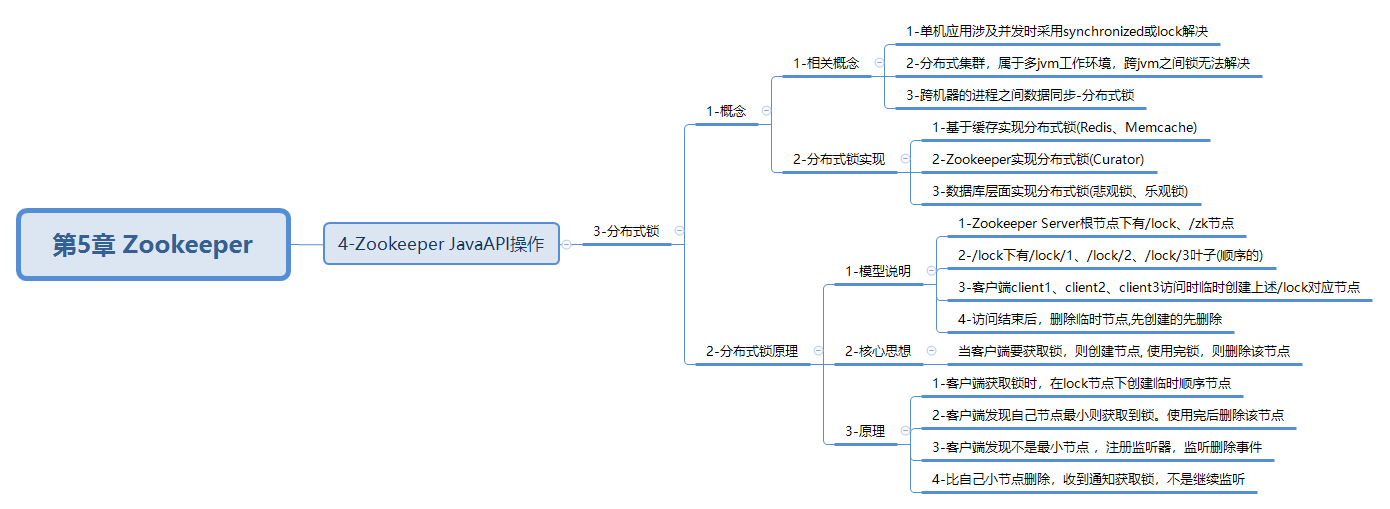 第5章 Zookeeper
4-Zookeeper JavaAPI操作
3-分布式锁
1-概念
1-相关概念
1-单机应用涉及并发时采用synchronized或lock解决
2-分布式集群，属于多jvm工作环境，跨jvm之间锁无法解决
3-跨机器的进程之间数据同步-分布式锁
2-分布式锁实现
1-基于缓存实现分布式锁(Redis、Memcache)
2-Zookeeper实现分布式锁(Curator)
3-数据库层面实现分布式锁(悲观锁、乐观锁)
2-分布式锁原理
1-模型说明
1-Zookeeper Server根节点下有/lock、/zk节点
2-/lock下有/lock/1、/lock/2、/lock/3叶子(顺序的)
3-客户端client1、client2、client3访问时临时创建上述/lock对应节点
4-访问结束后，删除临时节点,先创建的先删除
2-核心思想
当客户端要获取锁，则创建节点, 使用完锁，则删除该节点
3-原理
1-客户端获取锁时，在lock节点下创建临时顺序节点
2-客户端发现自己节点最小则获取到锁。使用完后删除该节点
3-客户端发现不是最小节点 ，注册监听器，监听删除事件
4-比自己小节点删除，收到通知获取锁，不是继续监听